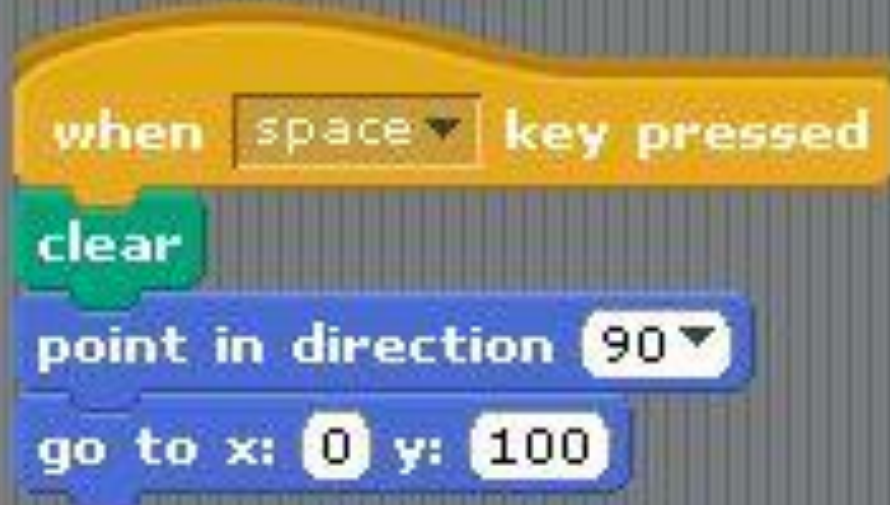 when space key pressed
clear
point in direction 90
go to x: 0 y: 100